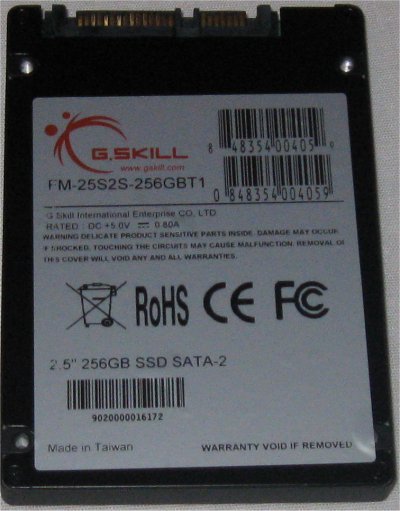 G.SKILL
www.gskill.com
8 48354 00405 9
FM-25S2S-256GBT1
0 848354 004059
G.Skill International Enterprise CO, LTD
RATED : DC +5.0V ⎓ 0.80A
WARNING DELICATE PRODUCT SENSITIVE PARTS INSIDE. DAMAGE MAY OCCUR
IF SHOCKED. TOUCHING THE CIRCUITS MAY CAUSE MALFUNCTION. REMOVAL OF
THIS COVER WILL VOID ANY AND ALL WARRANTIES.
RoHS CE FC
2.5" 256GB SSD SATA-2
9020000016172
Made in Taiwan
WARRANTY VOID IF REMOVED